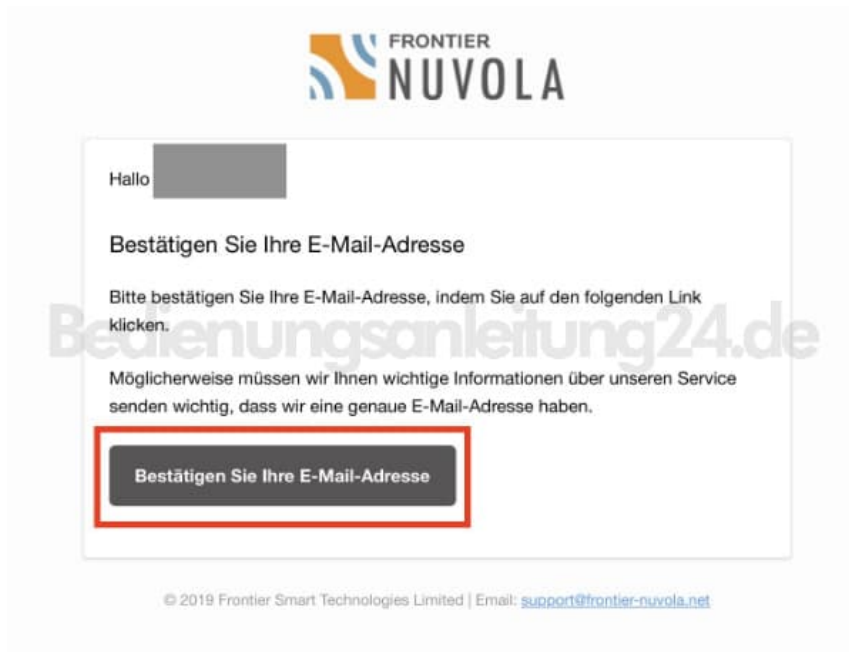 FRONTIER
NUVOLA
Hallo
Bestätigen Sie Ihre E-Mail-Adresse
Bitte bestätigen Sie Ihre E-Mail-Adresse, indem Sie auf den folgenden Link
klicken.
Bedienungsanleitung24.de
Möglicherweise müssen wir Ihnen wichtige Informationen über unseren Service
senden wichtig, dass wir eine genaue E-Mail-Adresse haben.
Bestätigen Sie Ihre E-Mail-Adresse
© 2019 Frontier Smart Technologies Limited | Email: support@frontier-nuvola.net